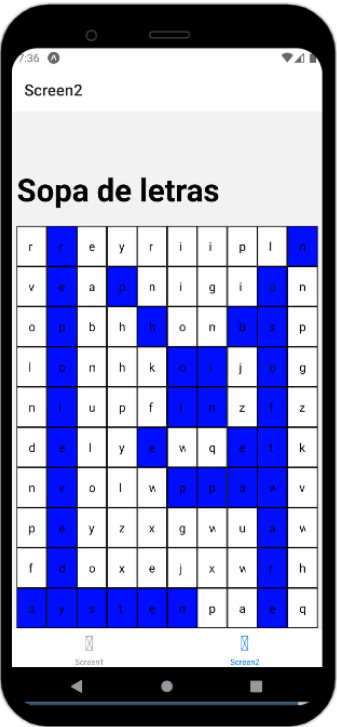 7:36
Screen2
Sopa de letras
r r e y r i i p l n
v e a p n i g i o n
o p b h h o n b s p
l o n h k o i j o g
n l u p f l n z f z
d e l y e w q e t k
n v o l w p p a w v
p e y z x g w u a w
f d o x e j x w r h
s y s t e n p a e q
Screen1 Screen2